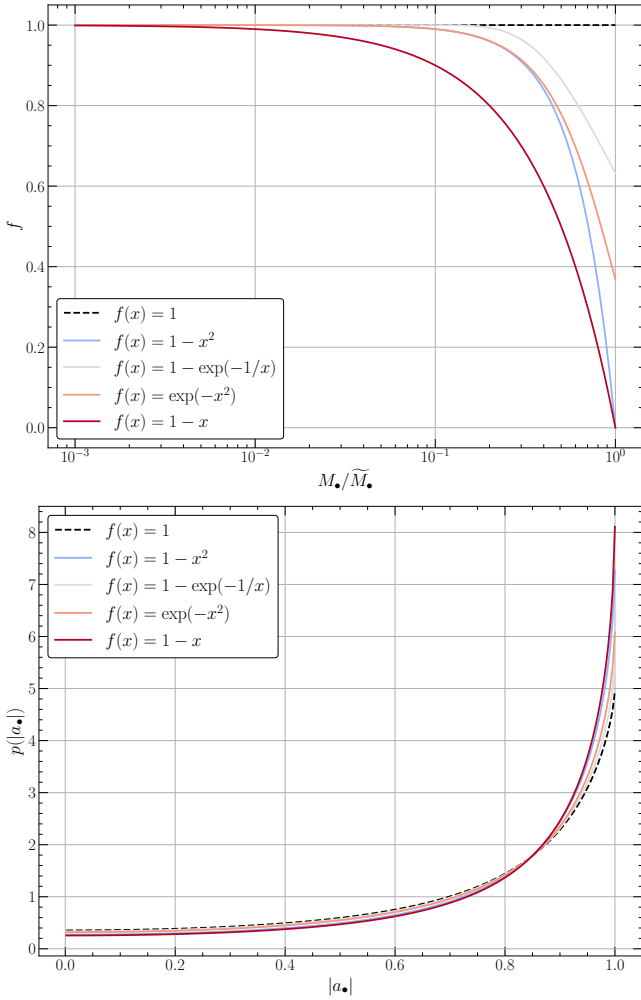 1.0
0.8
0.6
0.4
0.2
0.0
f
f(x) = 1
f(x) = 1 − x²
f(x) = 1 − exp(−1/x)
f(x) = exp(−x²)
f(x) = 1 − x
10⁻³ 10⁻² 10⁻¹ 10⁰
M●/M̃●
8
7
6
5
4
3
2
1
0
p(|a●|)
f(x) = 1
f(x) = 1 − x²
f(x) = 1 − exp(−1/x)
f(x) = exp(−x²)
f(x) = 1 − x
0.0 0.2 0.4 0.6 0.8 1.0
|a●|